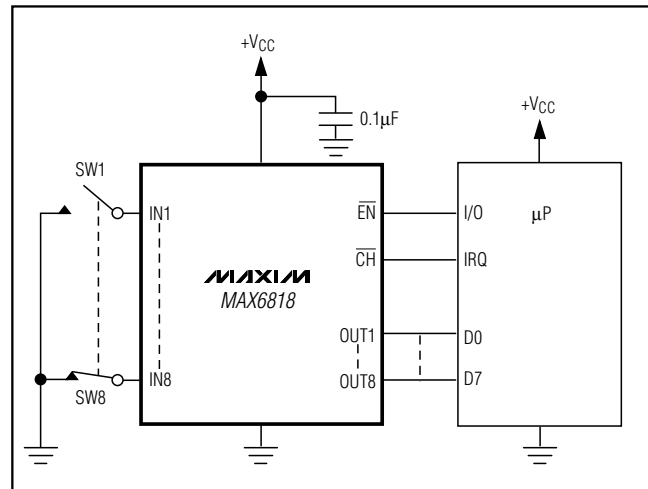 +VCC
0.1μF
+VCC
SW1
IN1
EN
I/O
μP
CH
IRQ
MAXIM
MAX6818
OUT1
D0
IN8
OUT8
D7
SW8